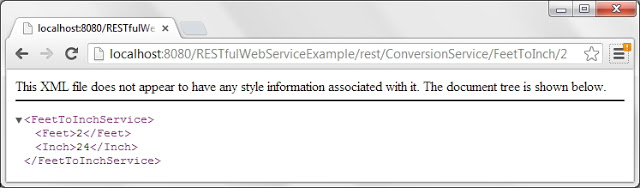 localhost:8080/RESTfulWe
localhost:8080/RESTfulWebServiceExample/rest/ConversionService/FeetToInch/2
This XML file does not appear to have any style information associated with it. The document tree is shown below.
▼<FeetToInchService>
<Feet>2</Feet>
<Inch>24</Inch>
</FeetToInchService>